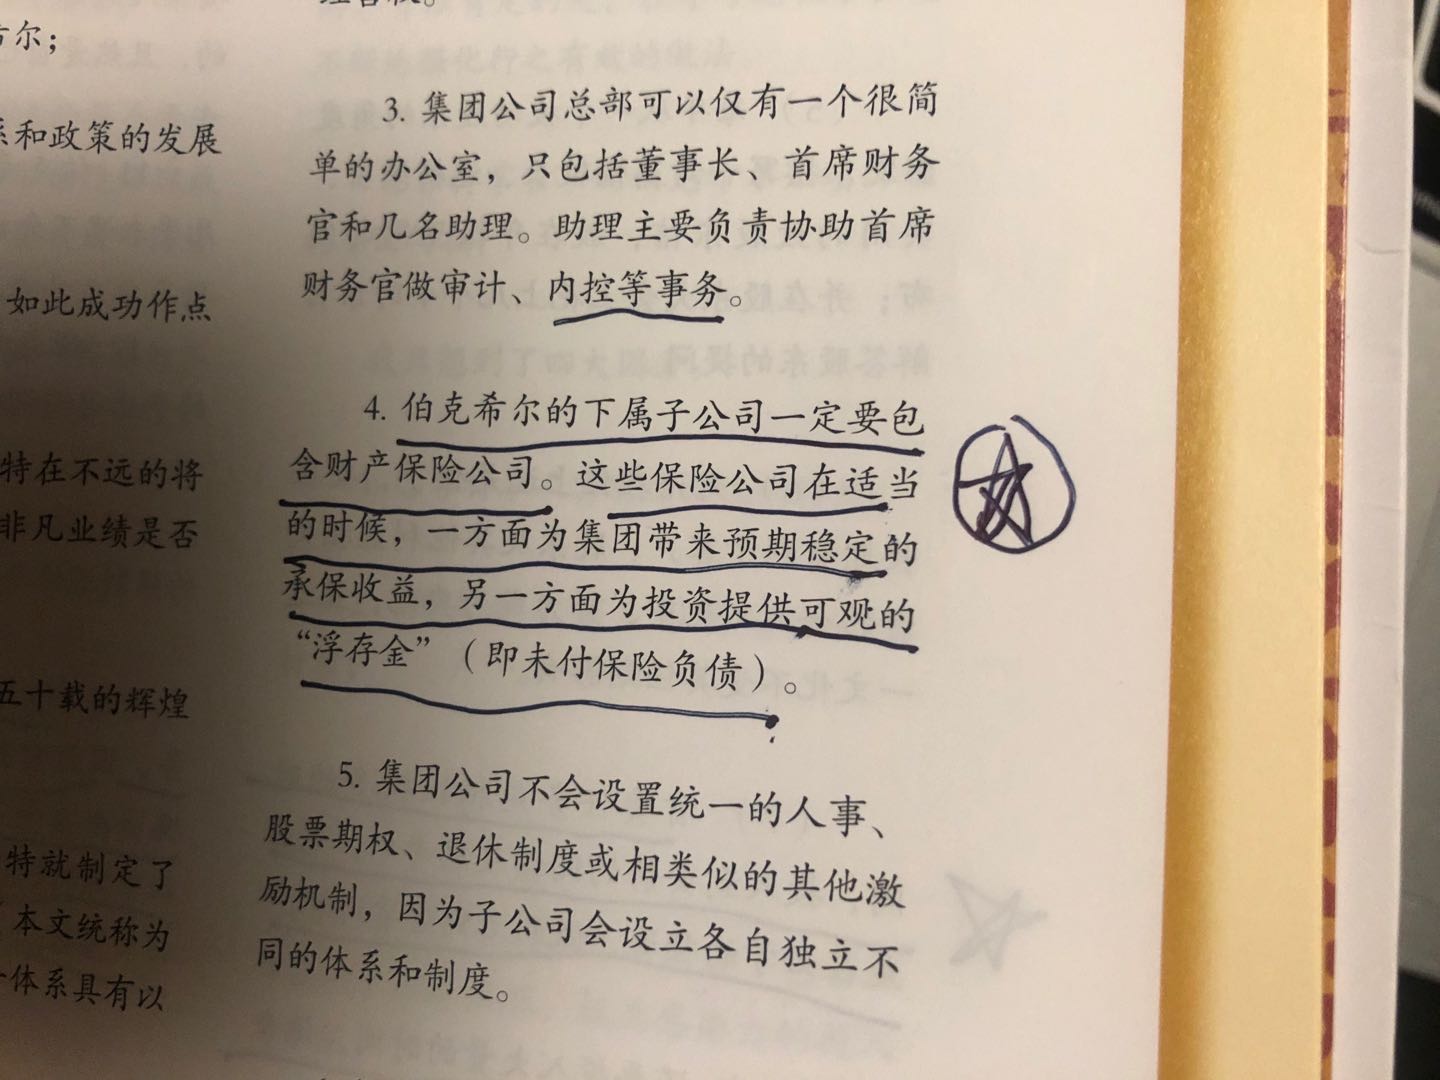 尔；
系和政策的发展
如此成功作点
特在不远的将
非凡业绩是否
五十载的辉煌
特就制定了
本文统称为
体系具有以
3. 集团公司总部可以仅有一个很简
单的办公室，只包括董事长、首席财务
官和几名助理。助理主要负责协助首席
财务官做审计、内控等事务。
4. 伯克希尔的下属子公司一定要包
含财产保险公司。这些保险公司在适当
的时候，一方面为集团带来预期稳定的
承保收益，另一方面为投资提供可观的
“浮存金”（即未付保险负债）。
5. 集团公司不会设置统一的人事、
股票期权、退休制度或相类似的其他激
励机制，因为子公司会设立各自独立不
同的体系和制度。